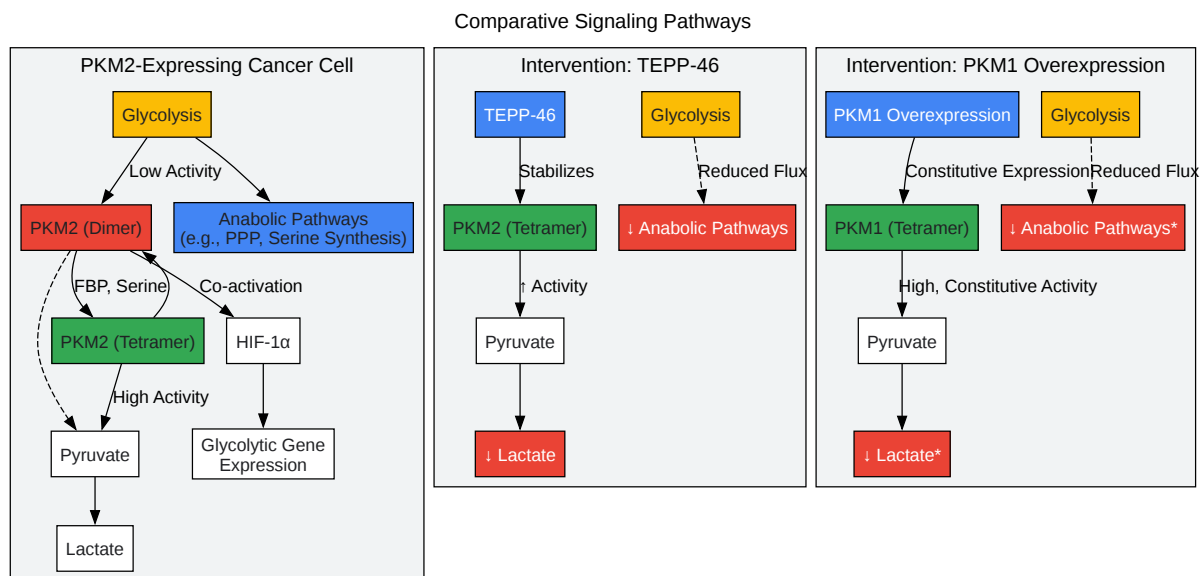 Comparative Signaling Pathways
PKM2-Expressing Cancer Cell
Glycolysis
Low Activity
PKM2 (Dimer)
Anabolic Pathways
(e.g., PPP, Serine Synthesis)
FBP, Serine
Co-activation
PKM2 (Tetramer)
HIF-1α
High Activity
Pyruvate
Glycolytic Gene
Expression
Lactate
Intervention: TEPP-46
TEPP-46
Glycolysis
Stabilizes
Reduced Flux
PKM2 (Tetramer)
↓ Anabolic Pathways
↑ Activity
Pyruvate
↓ Lactate
Intervention: PKM1 Overexpression
PKM1 Overexpression
Glycolysis
Constitutive Expression
Reduced Flux
PKM1 (Tetramer)
↓ Anabolic Pathways*
High, Constitutive Activity
Pyruvate
↓ Lactate*